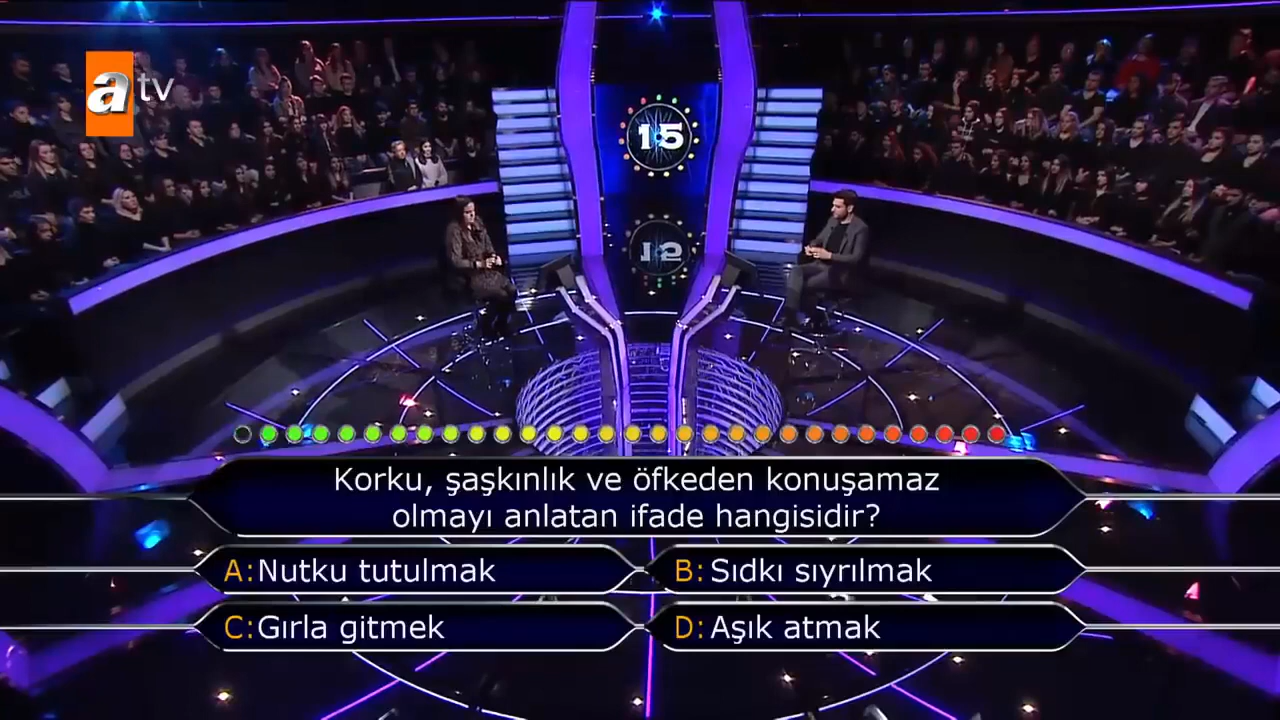 atv
15
12
Korku, şaşkınlık ve öfkeden konuşamaz
olmayı anlatan ifade hangisidir?
A: Nutku tutulmak
B: Sıdkı sıyrılmak
C: Gırla gitmek
D: Aşık atmak